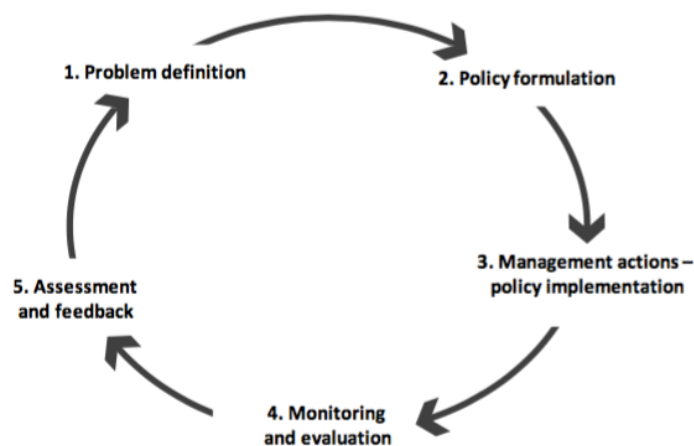 1. Problem definition
2. Policy formulation
3. Management actions –
policy implementation
4. Monitoring
and evaluation
5. Assessment
and feedback